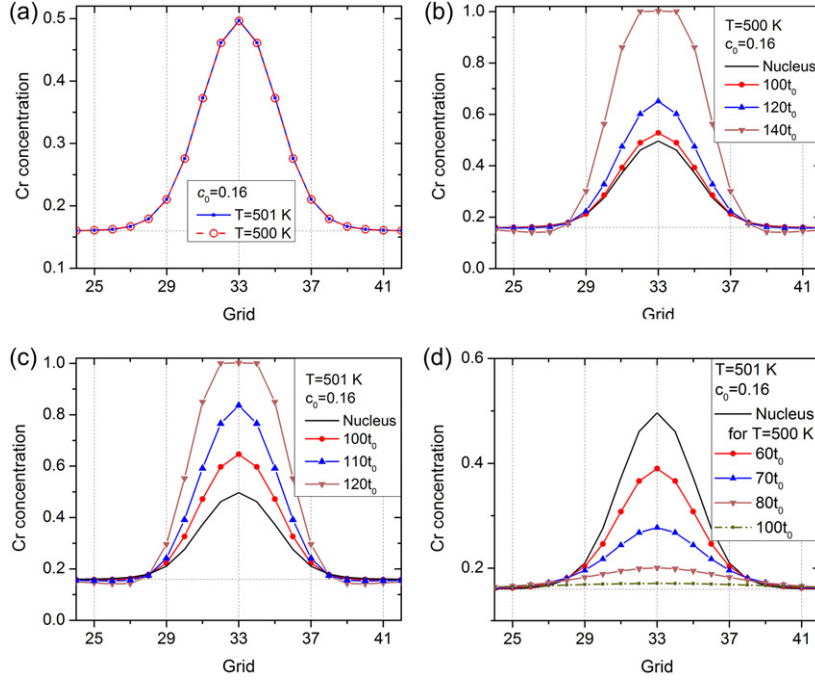 (a)
Cr concentration
0.5
0.4
0.3
0.2
0.1
c₀=0.16
T=501 K
T=500 K
25
29
33
37
41
Grid
(b)
Cr concentration
1.0
0.8
0.6
0.4
0.2
0.0
T=500 K
c₀=0.16
Nucleus
100t₀
120t₀
140t₀
25
29
33
37
41
Grid
(c)
Cr concentration
1.0
0.8
0.6
0.4
0.2
0.0
T=501 K
c₀=0.16
Nucleus
100t₀
110t₀
120t₀
25
29
33
37
41
Grid
(d)
Cr concentration
0.6
0.4
0.2
T=501 K
c₀=0.16
Nucleus
for T=500 K
60t₀
70t₀
80t₀
100t₀
25
29
33
37
41
Grid